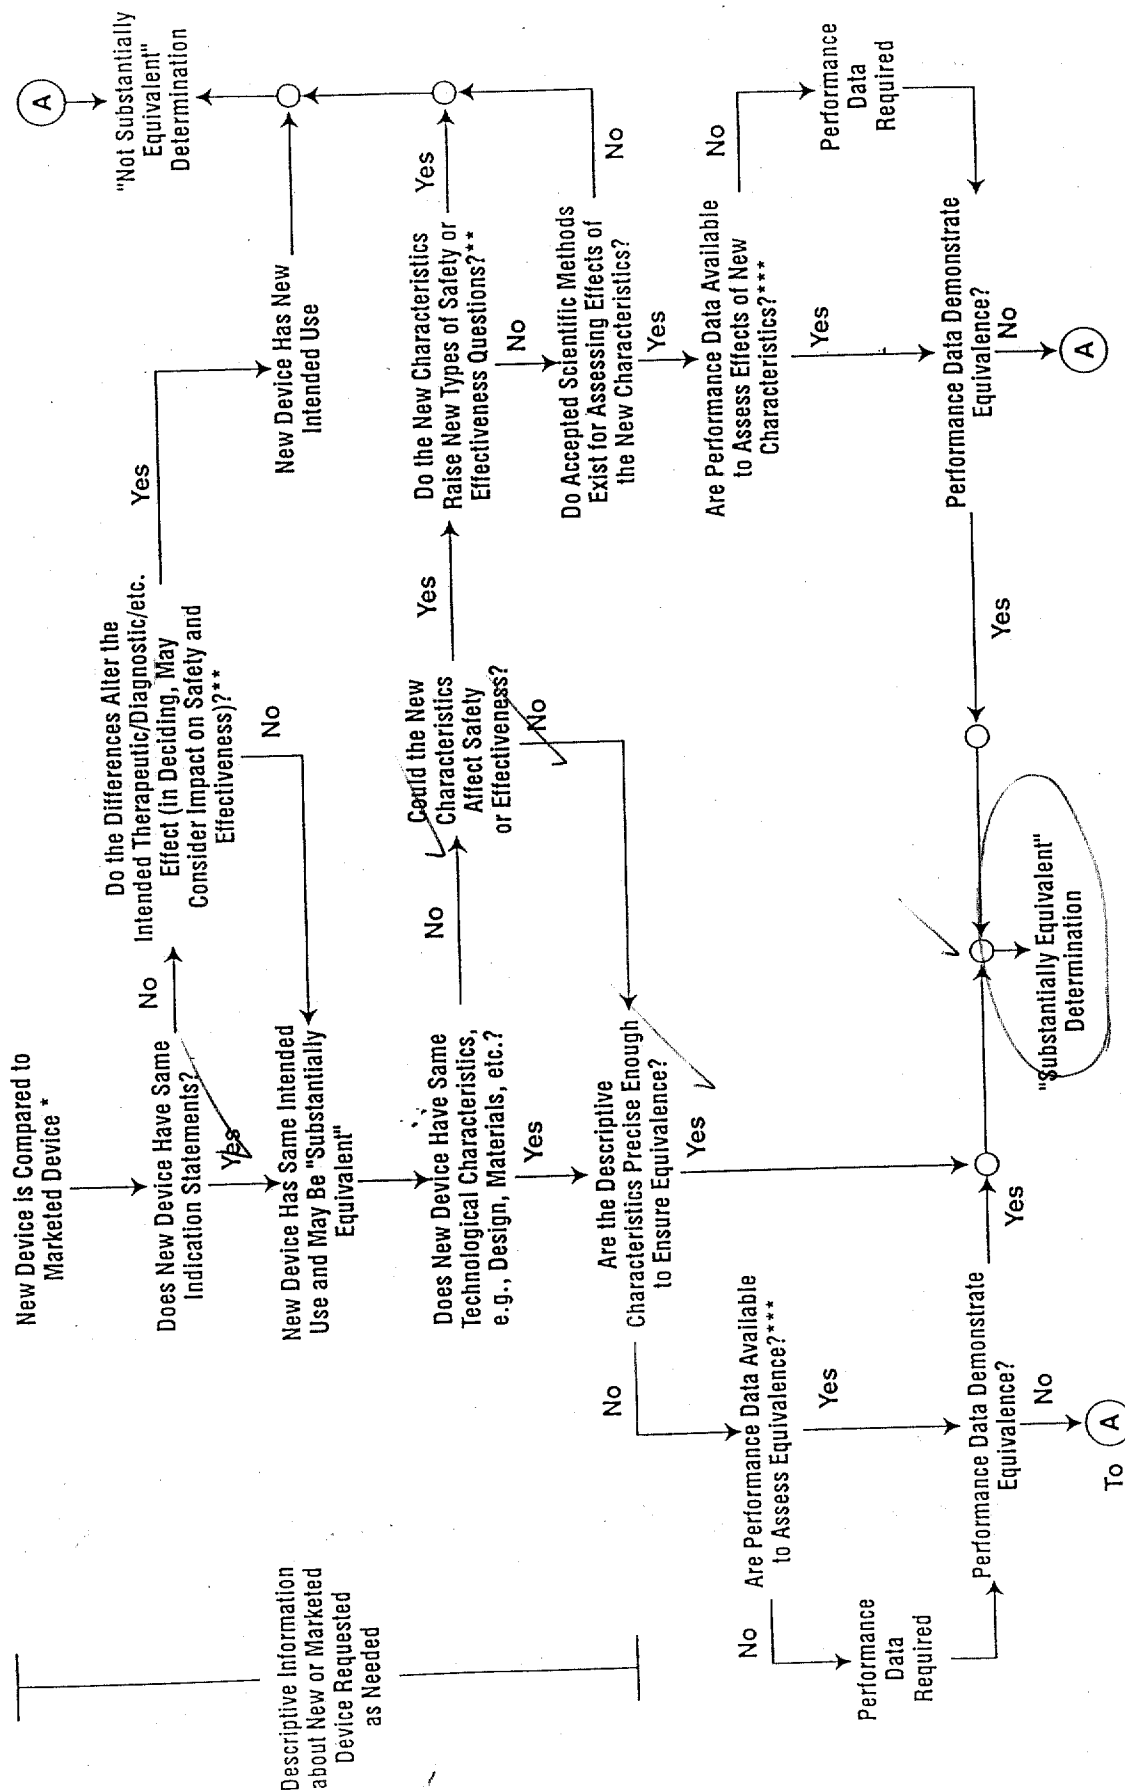 New Device is Compared to
Marketed Device *
Descriptive Information
about New or Marketed
Device Requested
as Needed
Does New Device Have Same
Indication Statements?
No
Yes
Do the Differences Alter the
Intended Therapeutic/Diagnostic/etc.
Effect (in Deciding, May
Consider Impact on Safety and
Effectiveness)?**
Yes
No
New Device Has Same Intended
Use and May Be "Substantially
Equivalent"
New Device Has New
Intended Use
"Not Substantially
Equivalent"
Determination
A
Does New Device Have Same
Technological Characteristics,
e.g., Design, Materials, etc.?
No
Yes
Could the New
Characteristics
Affect Safety
or Effectiveness?
Yes
No
Do the New Characteristics
Raise New Types of Safety or
Effectiveness Questions?**
Yes
No
Are the Descriptive
Characteristics Precise Enough
to Ensure Equivalence?
No
Yes
Do Accepted Scientific Methods
Exist for Assessing Effects of
the New Characteristics?
No
Yes
Are Performance Data Available
to Assess Equivalence?***
No
Yes
Are Performance Data Available
to Assess Effects of New
Characteristics?***
No
Yes
Performance
Data
Required
Performance
Data
Required
Performance Data Demonstrate
Equivalence?
Yes
No
Performance Data Demonstrate
Equivalence?
Yes
No
"Substantially Equivalent"
Determination
To A
A